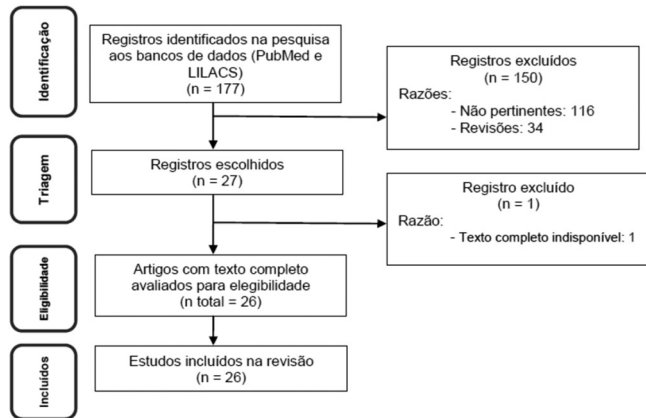 Identificação
Registros identificados na pesquisa
aos bancos de dados (PubMed e
LILACS)
(n = 177)
Registros excluídos
(n = 150)
Razões:
- Não pertinentes: 116
- Revisões: 34
Triagem
Registros escolhidos
(n = 27)
Registro excluído
(n = 1)
Razão:
- Texto completo indisponível: 1
Eligibilidade
Artigos com texto completo
avaliados para elegebilidade
(n total = 26)
Incluídos
Estudos incluídos na revisão
(n = 26)